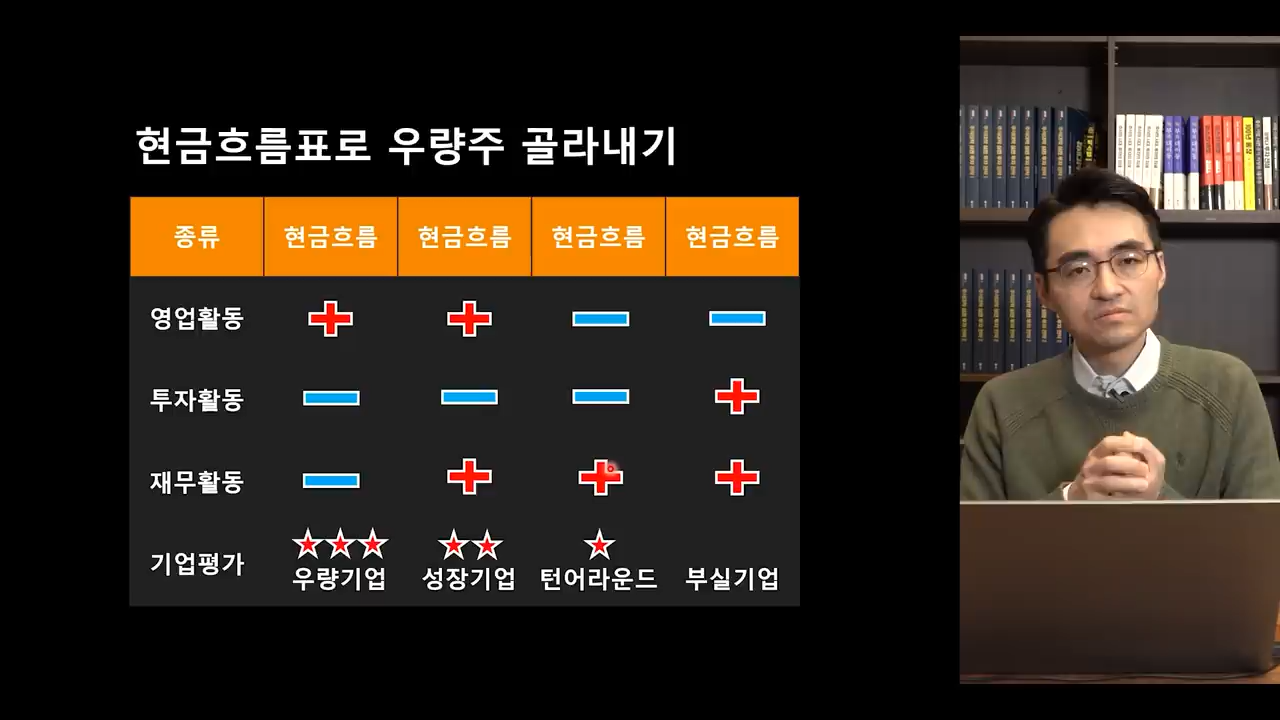 현금흐름표로 우량주 골라내기
종류 현금흐름 현금흐름 현금흐름 현금흐름
영업활동 + + - -
투자활동 - - - +
재무활동 - + + +
기업평가 ★★★ 우량기업 ★★ 성장기업 ★ 턴어라운드 부실기업